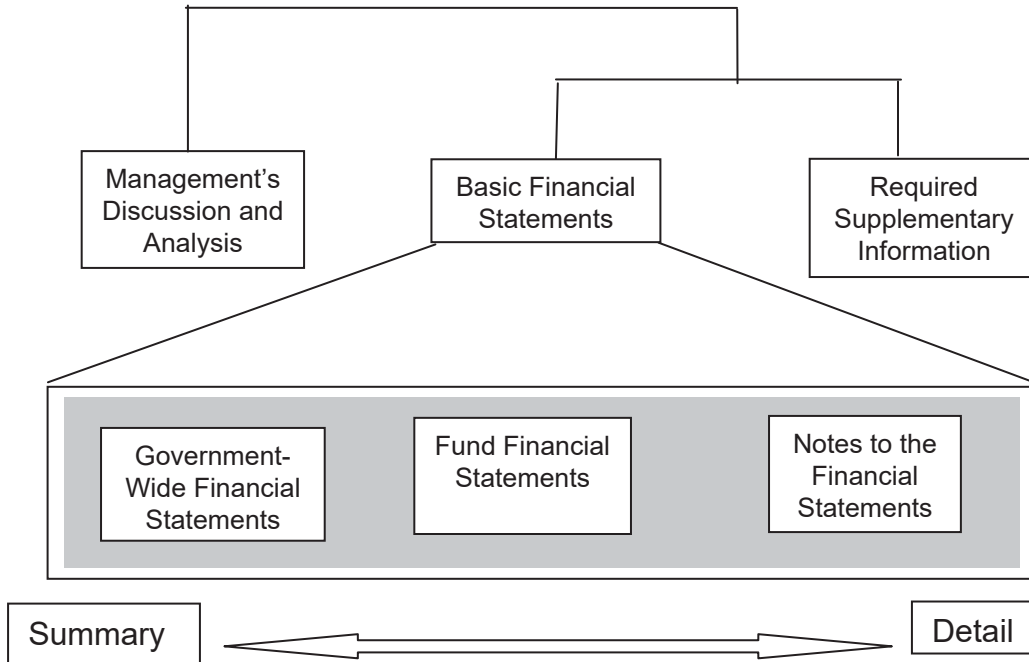 Management’s
Discussion and
Analysis
Basic Financial
Statements
Required
Supplementary
Information
Government-
Wide Financial
Statements
Fund Financial
Statements
Notes to the
Financial
Statements
Summary
Detail